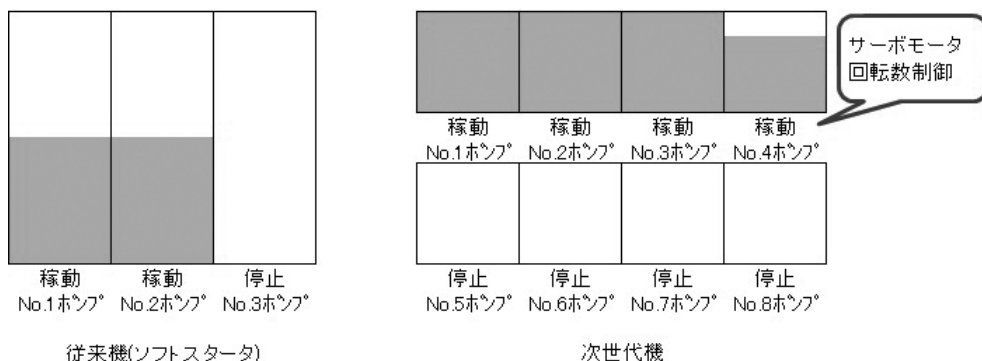 サーボモータ
回転数制御
稼動
No.1ポンプ
稼動
No.2ポンプ
稼動
No.3ポンプ
稼動
No.4ポンプ
稼動
No.1ポンプ
稼動
No.2ポンプ
停止
No.3ポンプ
停止
No.5ポンプ
停止
No.6ポンプ
停止
No.7ポンプ
停止
No.8ポンプ
従来機(ソフトスタータ)
次世代機